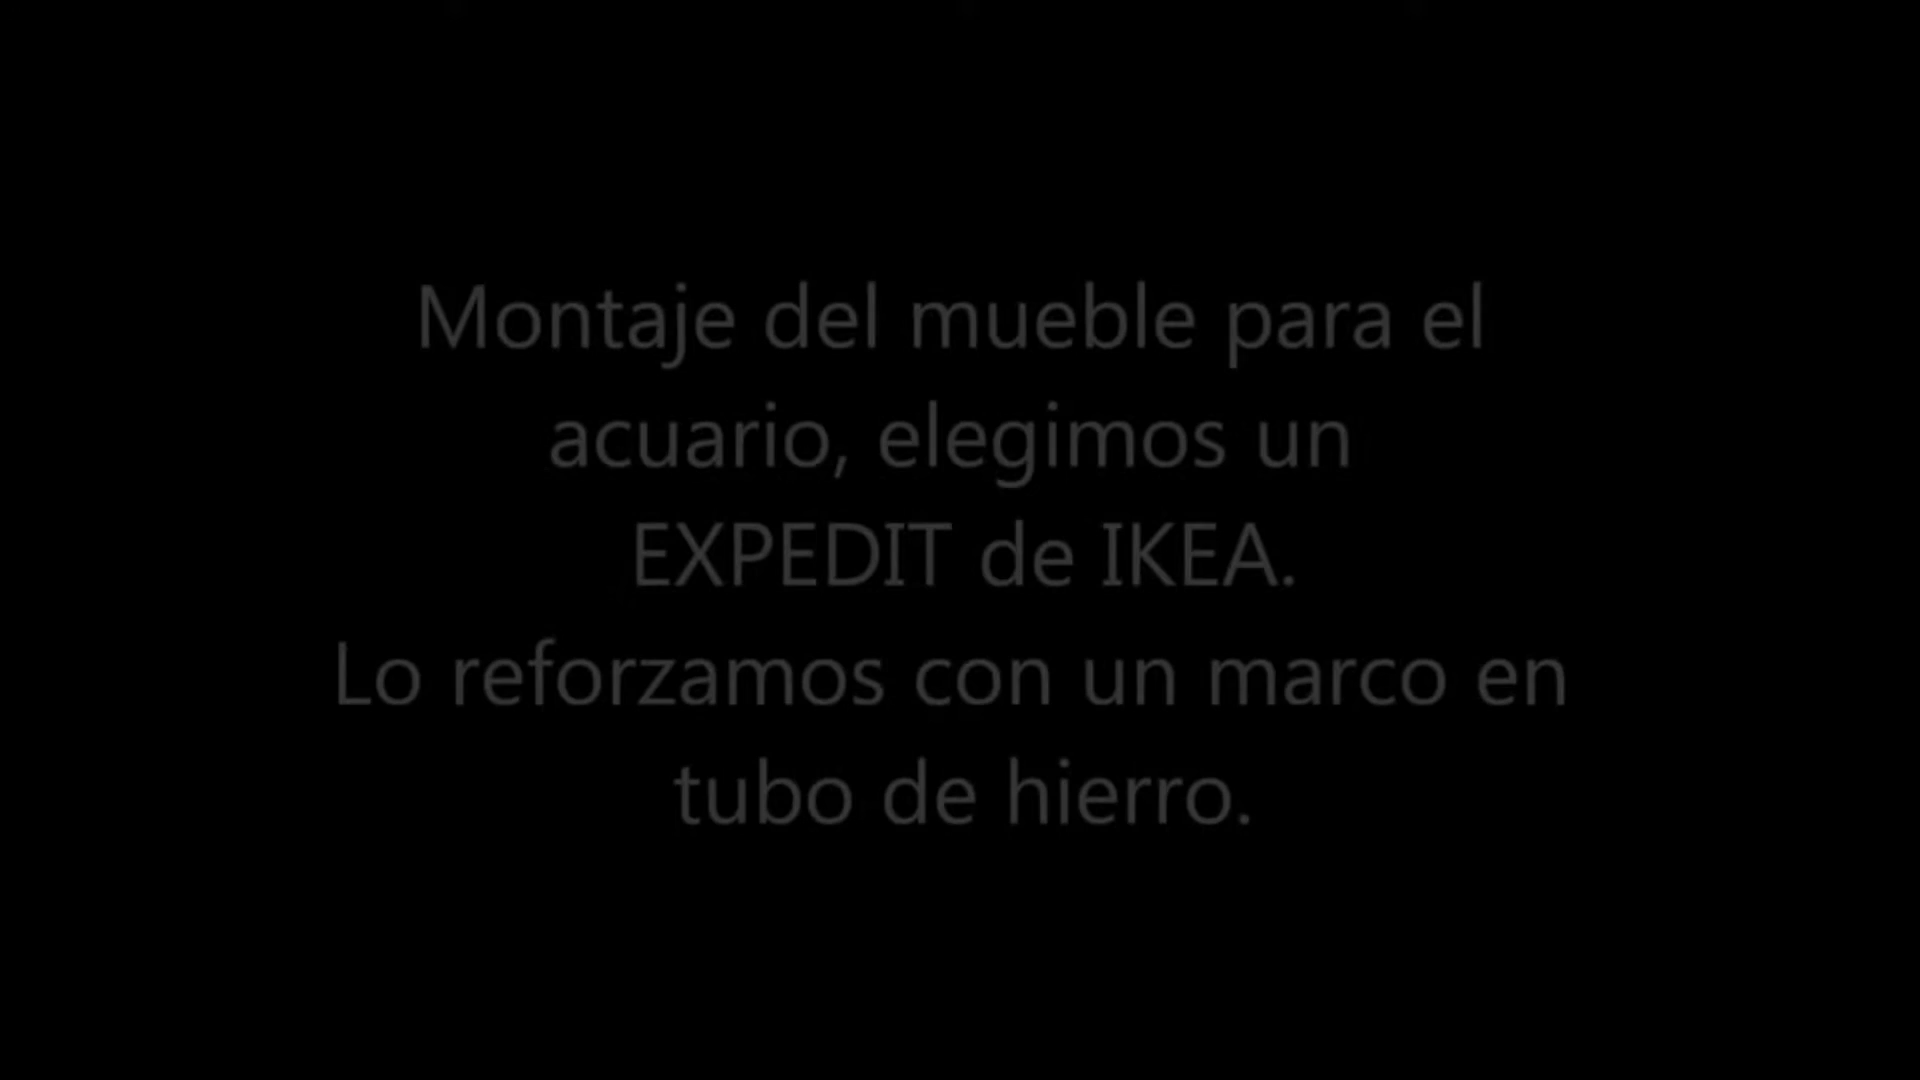 Montaje del mueble para el
acuario, elegimos un
EXPEDIT de IKEA.
Lo reforzamos con un marco en
tubo de hierro.